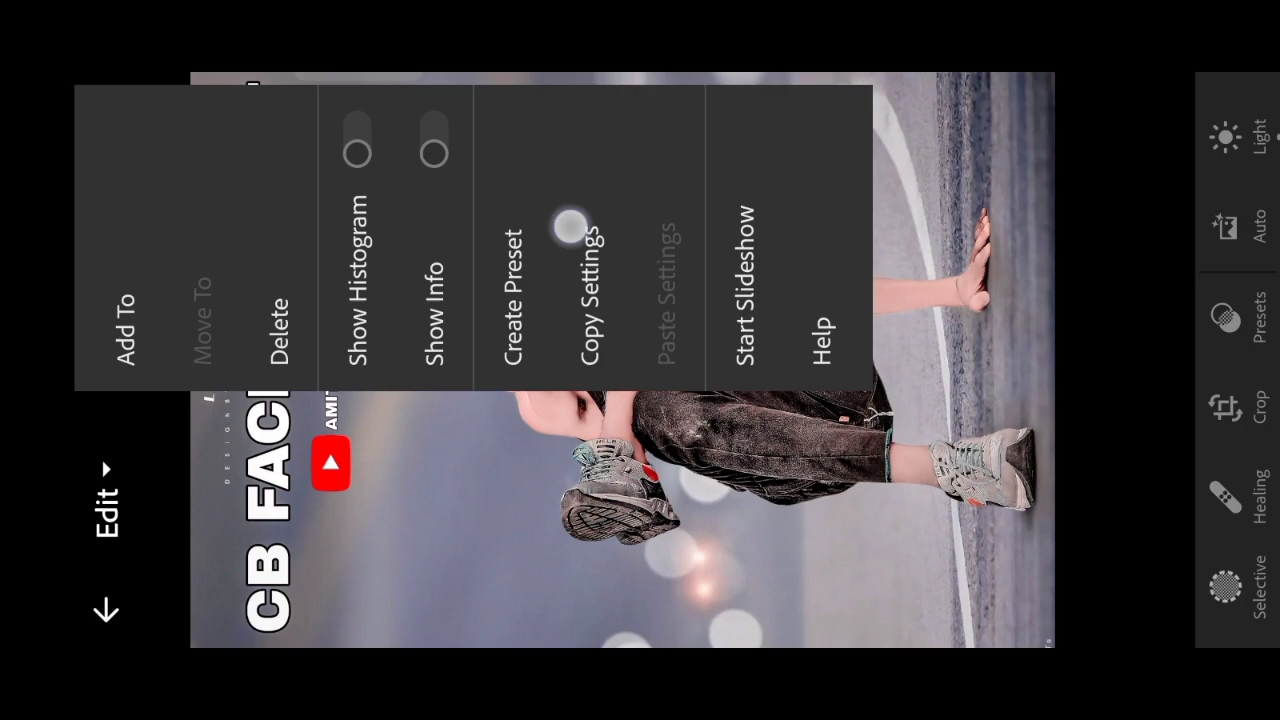 Edit
Add To
Move To
Delete
Show Histogram
Show Info
Create Preset
Copy Settings
Paste Settings
Start Slideshow
Help
CB FAC
AMIT
Selective
Healing
Crop
Presets
Auto
Light